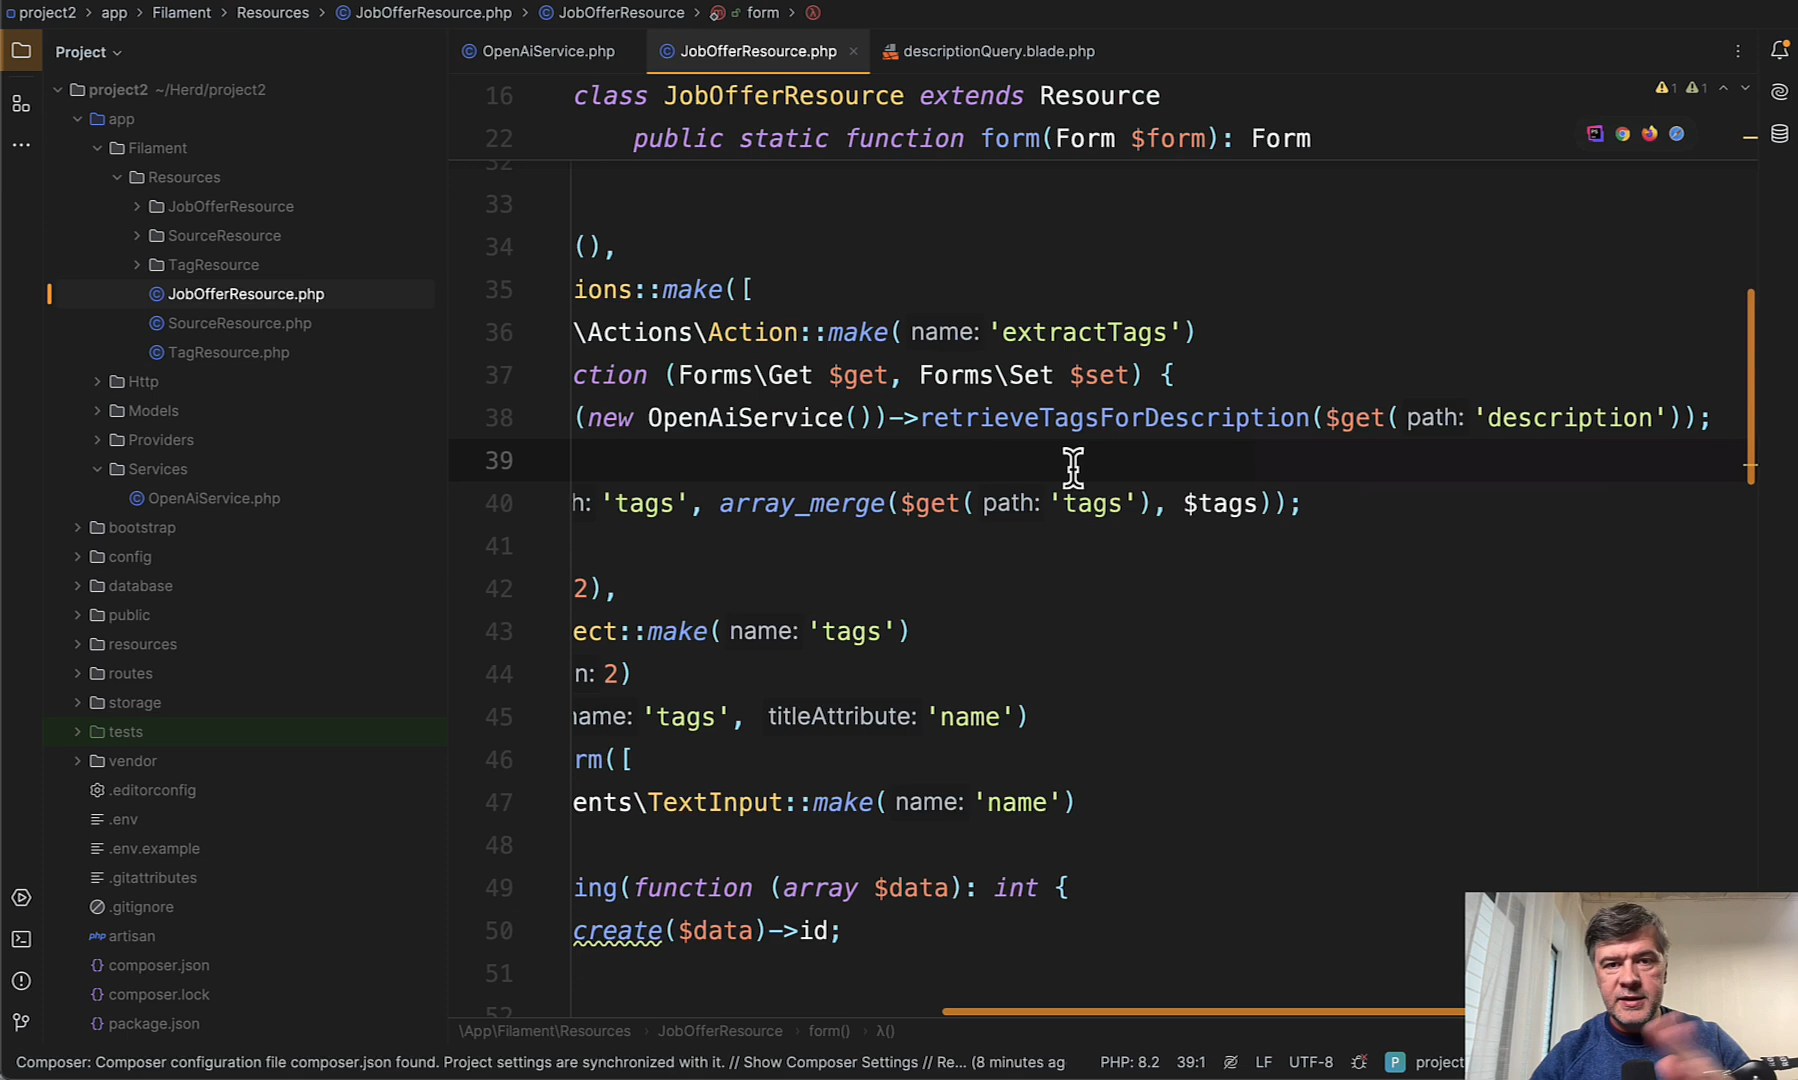 project2 > app > Filament > Resources > JobOfferResource.php > JobOfferResource > form
Project
OpenAiService.php
JobOfferResource.php
descriptionQuery.blade.php
project2 ~/Herd/project2
app
Filament
Resources
JobOfferResource
SourceResource
TagResource
JobOfferResource.php
SourceResource.php
TagResource.php
Http
Models
Providers
Services
OpenAiService.php
bootstrap
config
database
public
resources
routes
storage
tests
vendor
.editorconfig
.env
.env.example
.gitattributes
.gitignore
php artisan
composer.json
composer.lock
package.json
1 1
16 class JobOfferResource extends Resource
22 public static function form(Form $form): Form
32
33
34 (),
35 ions::make([
36 \Actions\Action::make( name: 'extractTags')
37 ction (Forms\Get $get, Forms\Set $set) {
38 (new OpenAiService())->retrieveTagsForDescription($get( path: 'description'));
39
40 h: 'tags', array_merge($get( path: 'tags'), $tags));
41
42 2),
43 ect::make( name: 'tags')
44 n: 2)
45 name: 'tags', titleAttribute: 'name')
46 rm([
47 ents\TextInput::make( name: 'name')
48
49 ing(function (array $data): int {
50 create($data)->id;
51
52
\App\Filament\Resources > JobOfferResource > form() > λ()
Composer: Composer configuration file composer.json found. Project settings are synchronized with it. // Show Composer Settings // Re... (8 minutes ago
PHP: 8.2 39:1 LF UTF-8 P project